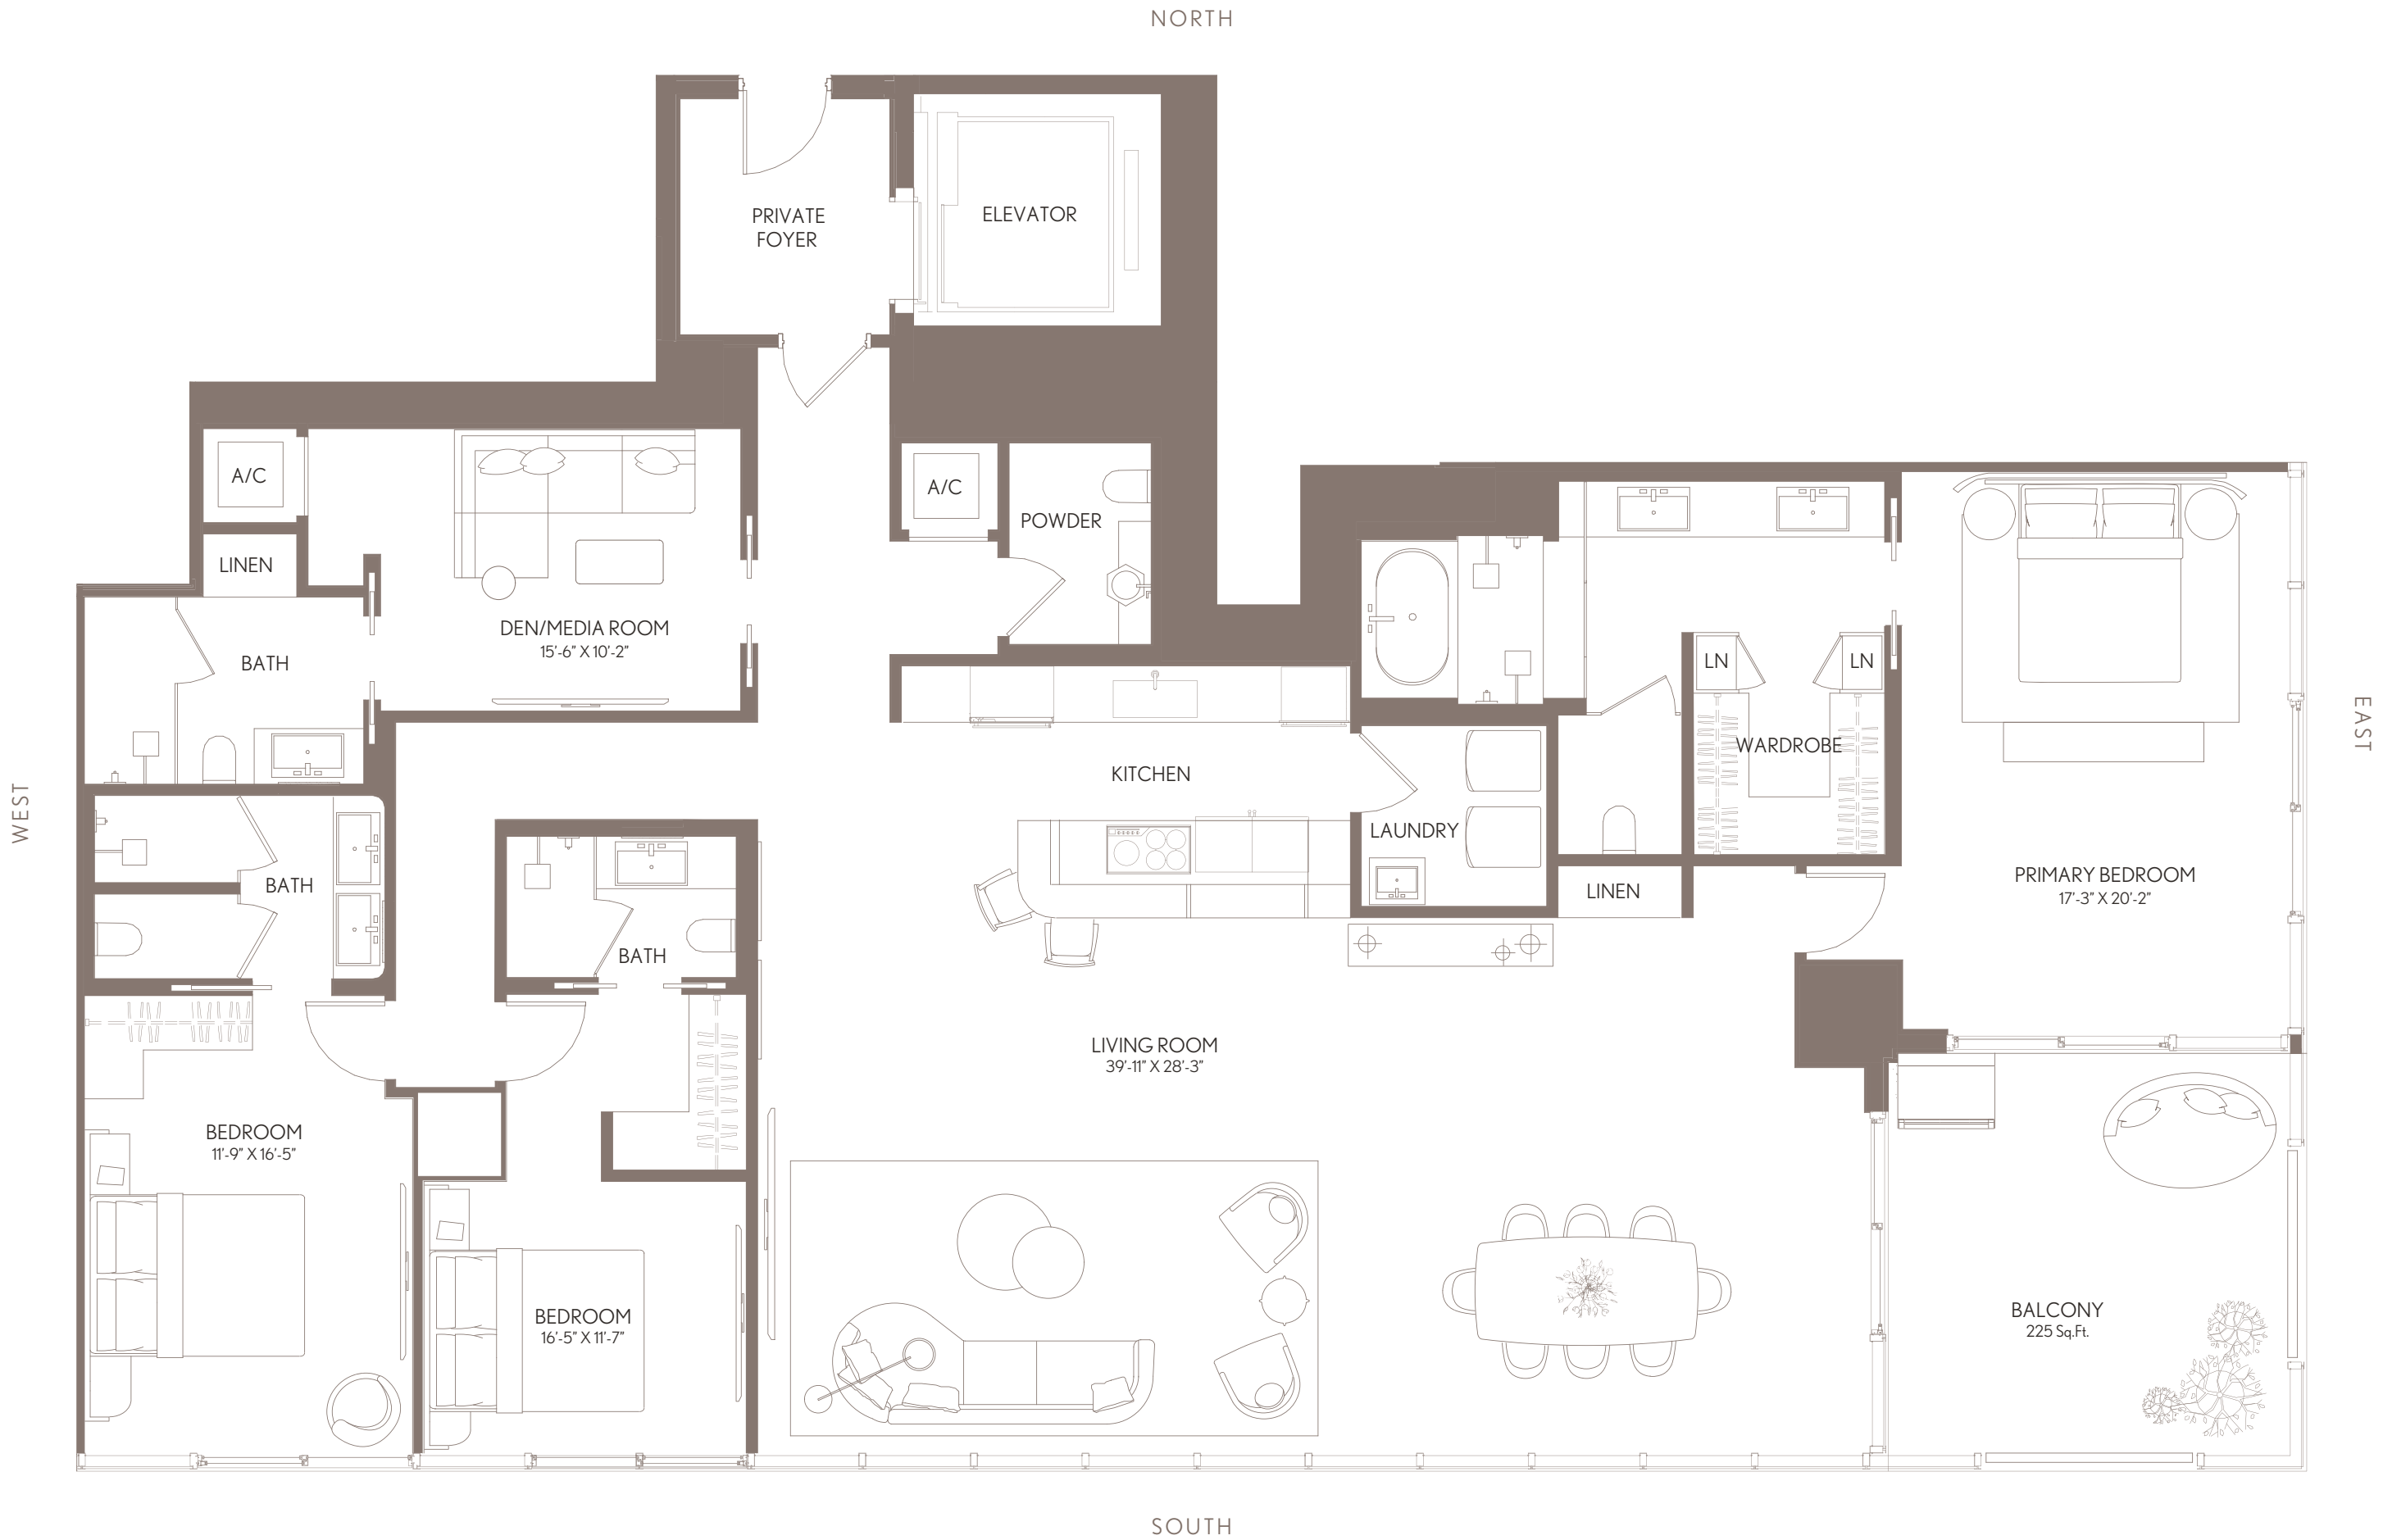 NORTH
PRIVATE
FOYER
ELEVATOR
A/C
A/C
POWDER
LINEN
DEN/MEDIA ROOM
15’-6” X 10’-2”
BATH
LN
LN
WARDROBE
EAST
KITCHEN
WEST
LAUNDRY
BATH
LINEN
PRIMARY BEDROOM
17’-3” X 20’-2”
BATH
LIVING ROOM
39’-11” X 28’-3”
BEDROOM
11’-9” X 16’-5”
BEDROOM
16’-5” X 11’-7”
BALCONY
225 Sq.Ft.
SOUTH